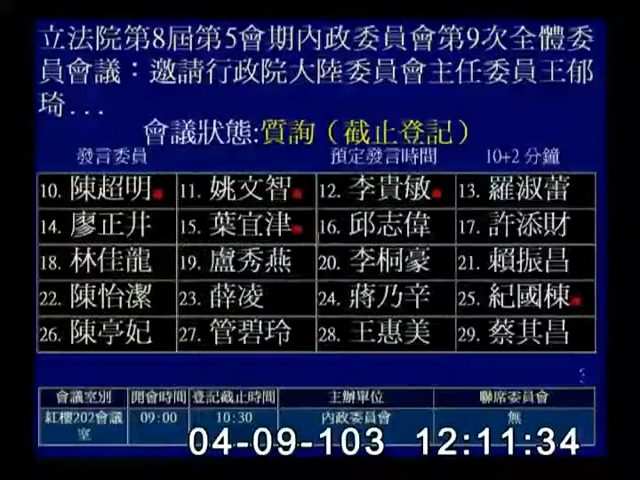 立法院第8屆第5會期內政委員會第9次全體委
員會議：邀請行政院大陸委員會主任委員王郁
琦...
會議狀態:質詢（截止登記）
發言委員 預定發言時間 10+2 分鐘
10. 陳超明 11. 姚文智 12. 李貴敏 13. 羅淑蕾
14. 廖正井 15. 葉宜津 16. 邱志偉 17. 許添財
18. 林佳龍 19. 盧秀燕 20. 李桐豪 21. 賴振昌
22. 陳怡潔 23. 薛凌 24. 蔣乃辛 25. 紀國棟
26. 陳亭妃 27. 管碧玲 28. 王惠美 29. 蔡其昌
會議室別 開會時間 登記截止時間 主辦單位 聯席委員會
紅樓202會議 09:00 10:30 內政委員會 無
室
04-09-103 12:11:34